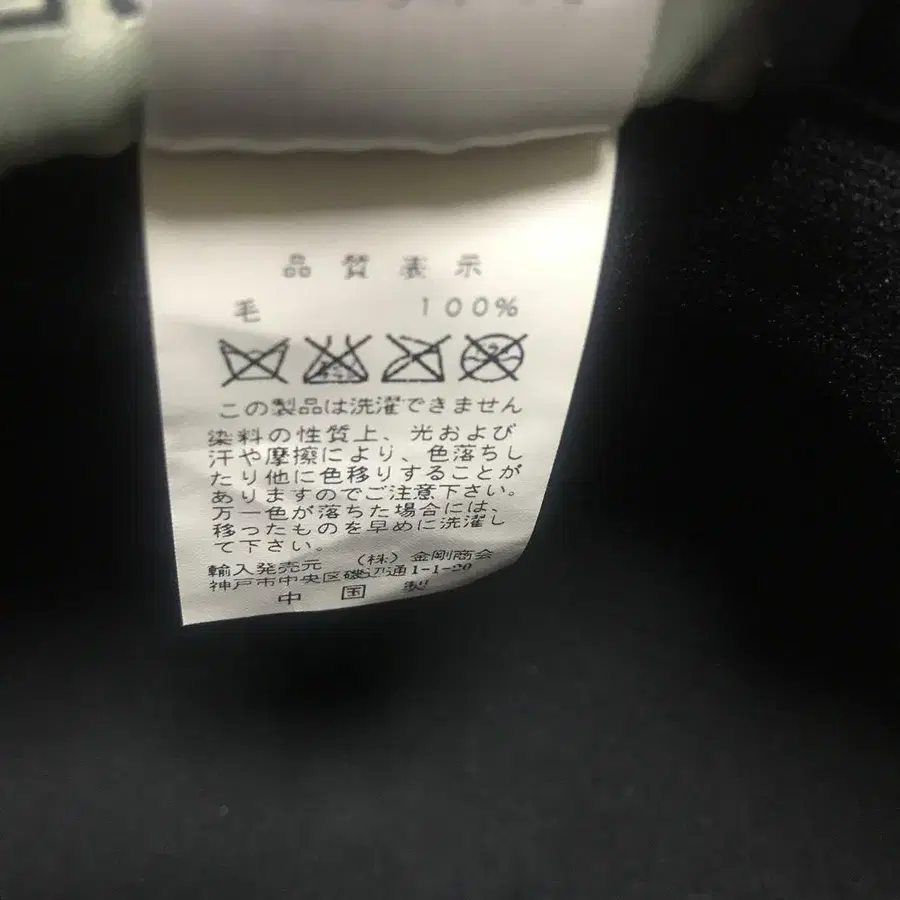 品質表示
毛 100%
この製品は洗濯できません
染料の性質上、光および
汗や摩擦により、色落ちし
たり他に色移りすることが
ありますのでご注意下さい。
万一色が落ちた場合には、
移ったものを早めに洗濯し
て下さい。
輸入発売元 (株)金剛商会
神戸市中央区磯辺通1-1-20
中国製